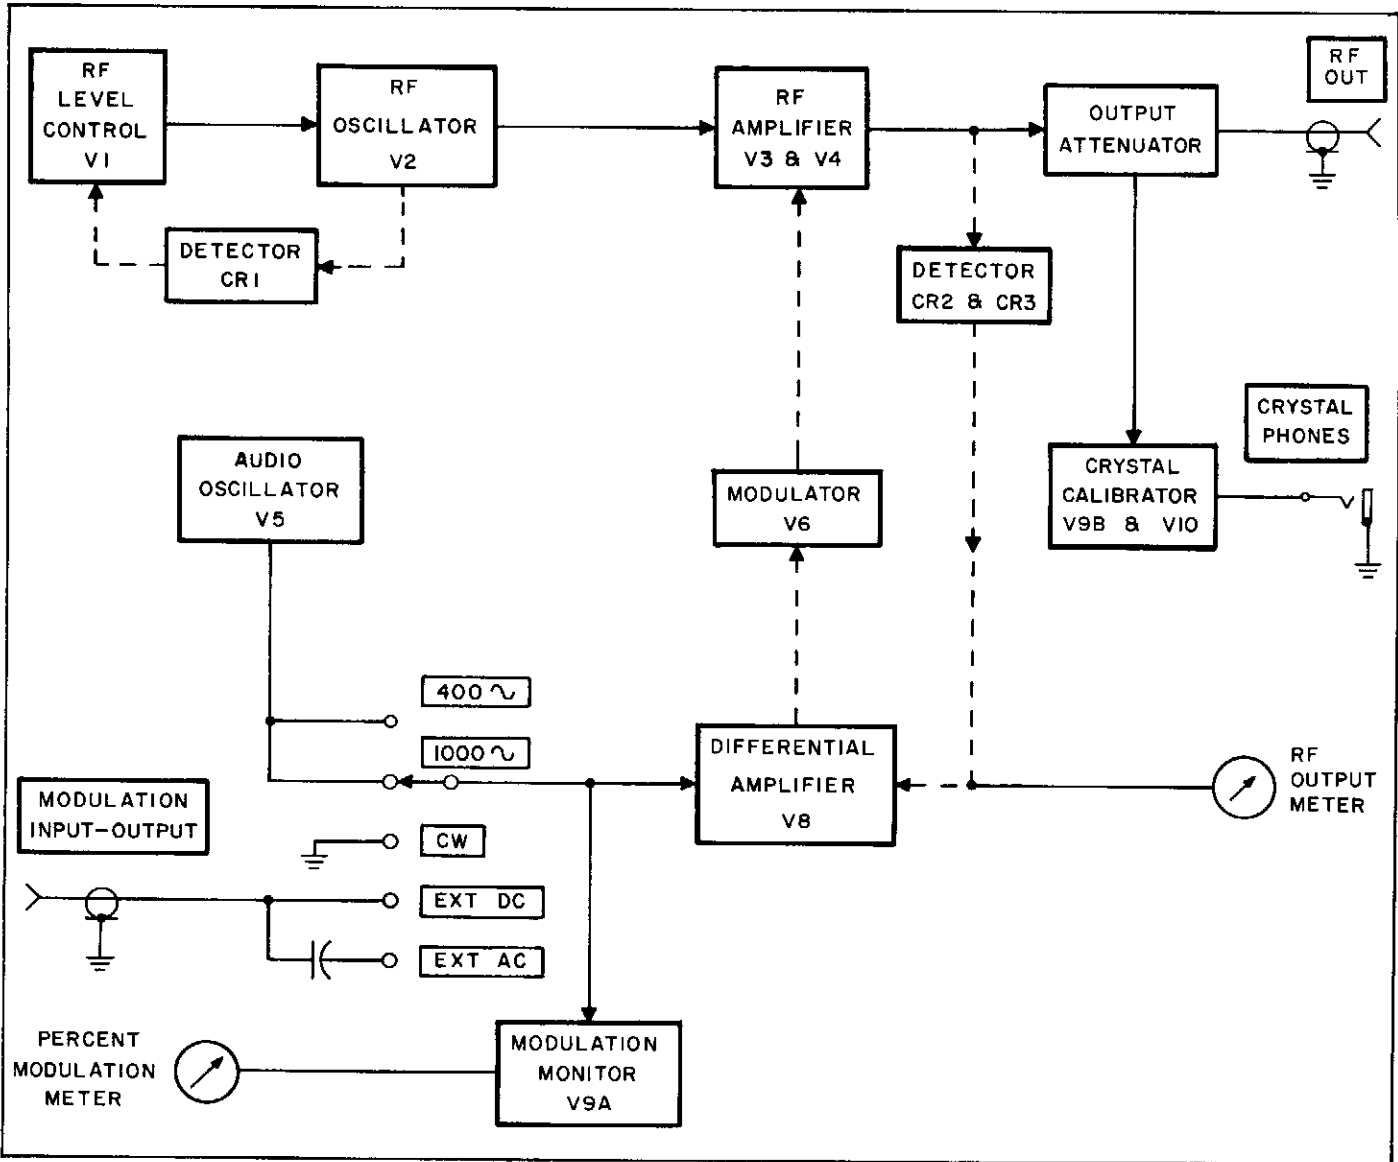 RF
LEVEL
CONTROL
V1
RF
OSCILLATOR
V2
RF
AMPLIFIER
V3 & V4
OUTPUT
ATTENUATOR
RF
OUT
DETECTOR
CR1
DETECTOR
CR2 & CR3
CRYSTAL
PHONES
AUDIO
OSCILLATOR
V5
MODULATOR
V6
CRYSTAL
CALIBRATOR
V9B & V10
400 ∿
1000 ∿
DIFFERENTIAL
AMPLIFIER
V8
RF
OUTPUT
METER
MODULATION
INPUT-OUTPUT
CW
EXT DC
EXT AC
PERCENT
MODULATION
METER
MODULATION
MONITOR
V9A